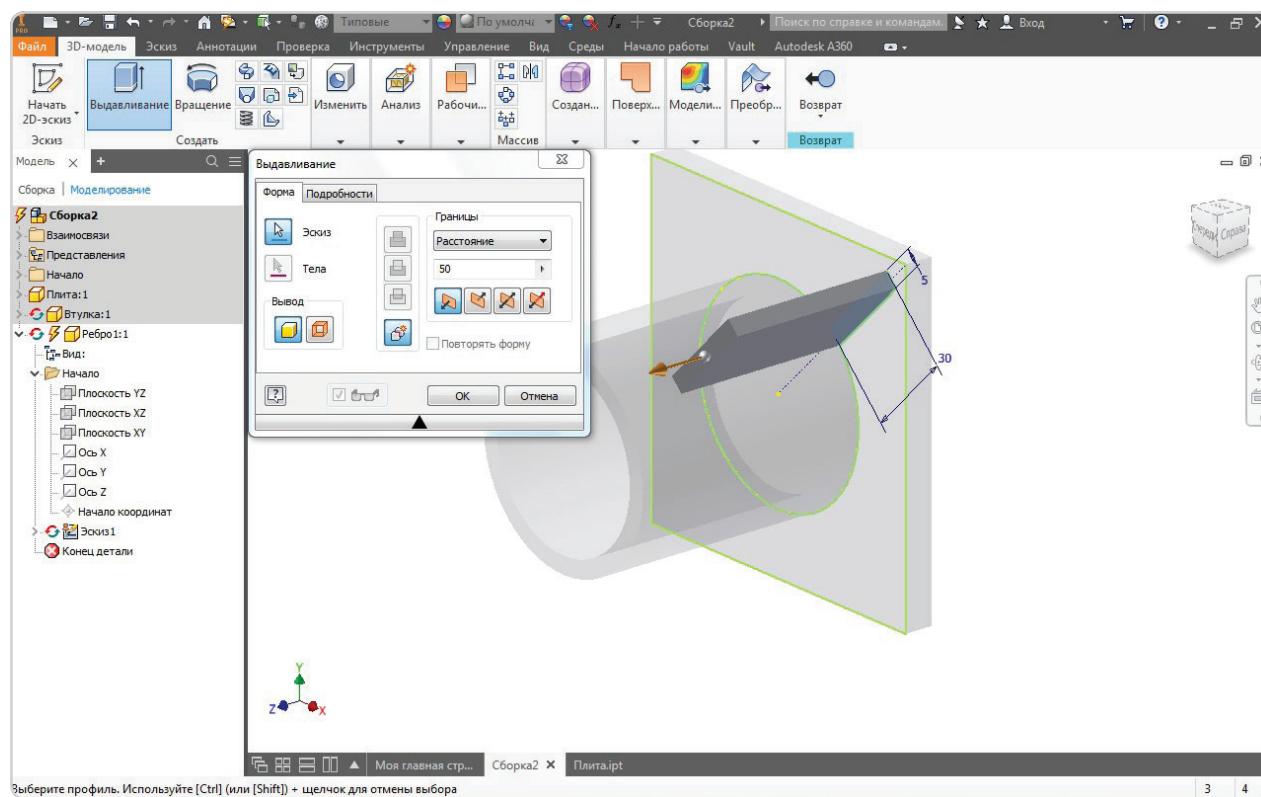 PRO
Типовые
По умолчи
Сборка2
Поиск по справке и командам.
Вход
Файл 3D-модель Эскиз Аннотации Проверка Инструменты Управление Вид Среды Начало работы Vault Autodesk A360
Начать 2D-эскиз
Выдавливание
Вращение
Изменить
Анализ
Рабочи...
Создан...
Поверх...
Модели...
Преобр...
Возврат
Эскиз
Создать
Массив
Возврат
Модель
Сборка | Моделирование
Сборка2
Взаимосвязи
Представления
Начало
Плита:1
Втулка:1
Ребро1:1
Вид:
Начало
Плоскость YZ
Плоскость XZ
Плоскость XY
Ось X
Ось Y
Ось Z
Начало координат
Эскиз1
Конец детали
Выдавливание
Форма
Подробности
Эскиз
Тела
Вывод
Границы
Расстояние
50
Повторять форму
ОК
Отмена
5
30
Спереди
Справа
Y
Z
X
Моя главная стр...
Сборка2
Плита.ipt
Выберите профиль. Используйте [Ctrl] (или [Shift]) + щелчок для отмены выбора
3 4